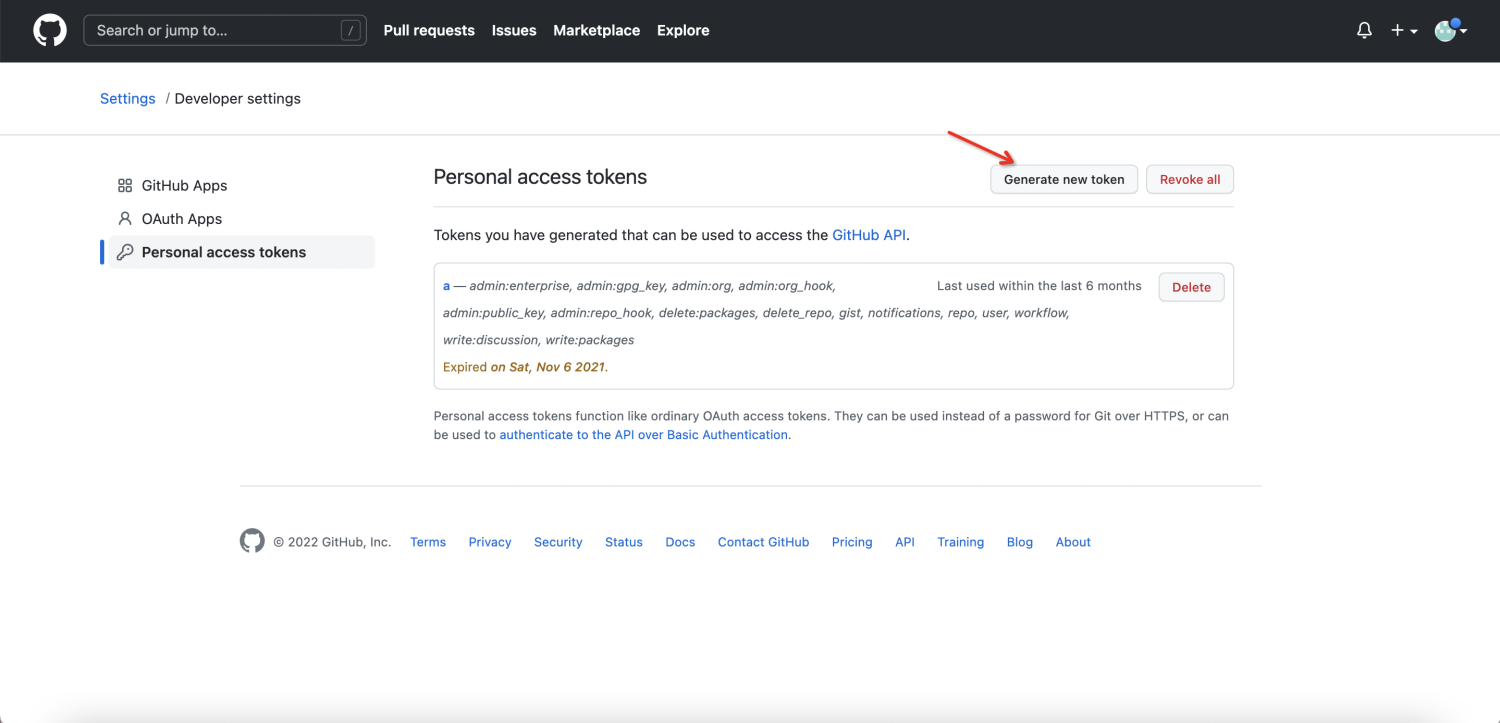 Search or jump to... /
Pull requests Issues Marketplace Explore
Settings / Developer settings
GitHub Apps
OAuth Apps
Personal access tokens
Personal access tokens
Generate new token
Revoke all
Tokens you have generated that can be used to access the GitHub API.
a — admin:enterprise, admin:gpg_key, admin:org, admin:org_hook,
admin:public_key, admin:repo_hook, delete:packages, delete_repo, gist, notifications, repo, user, workflow,
write:discussion, write:packages
Last used within the last 6 months
Delete
Expired on Sat, Nov 6 2021.
Personal access tokens function like ordinary OAuth access tokens. They can be used instead of a password for Git over HTTPS, or can
be used to authenticate to the API over Basic Authentication.
© 2022 GitHub, Inc. Terms Privacy Security Status Docs Contact GitHub Pricing API Training Blog About